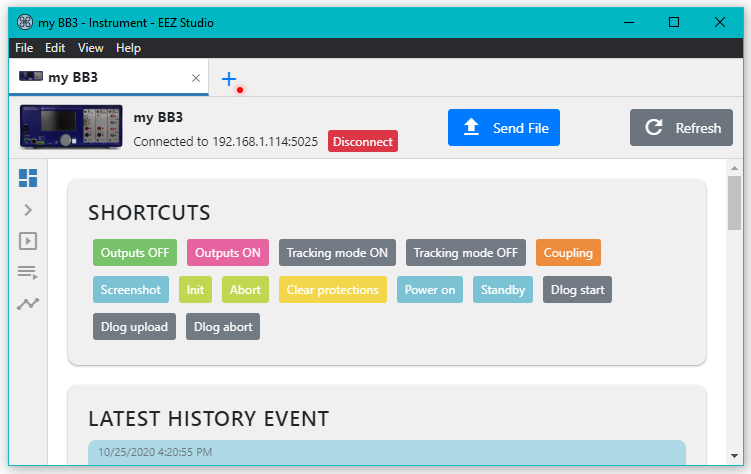 my BB3 - Instrument - EEZ Studio
File Edit View Help
my BB3
my BB3
Connected to 192.168.1.114:5025 Disconnect
Send File
Refresh
SHORTCUTS
Outputs OFF Outputs ON Tracking mode ON Tracking mode OFF Coupling
Screenshot Init Abort Clear protections Power on Standby Dlog start
Dlog upload Dlog abort
LATEST HISTORY EVENT
10/25/2020 4:20:55 PM